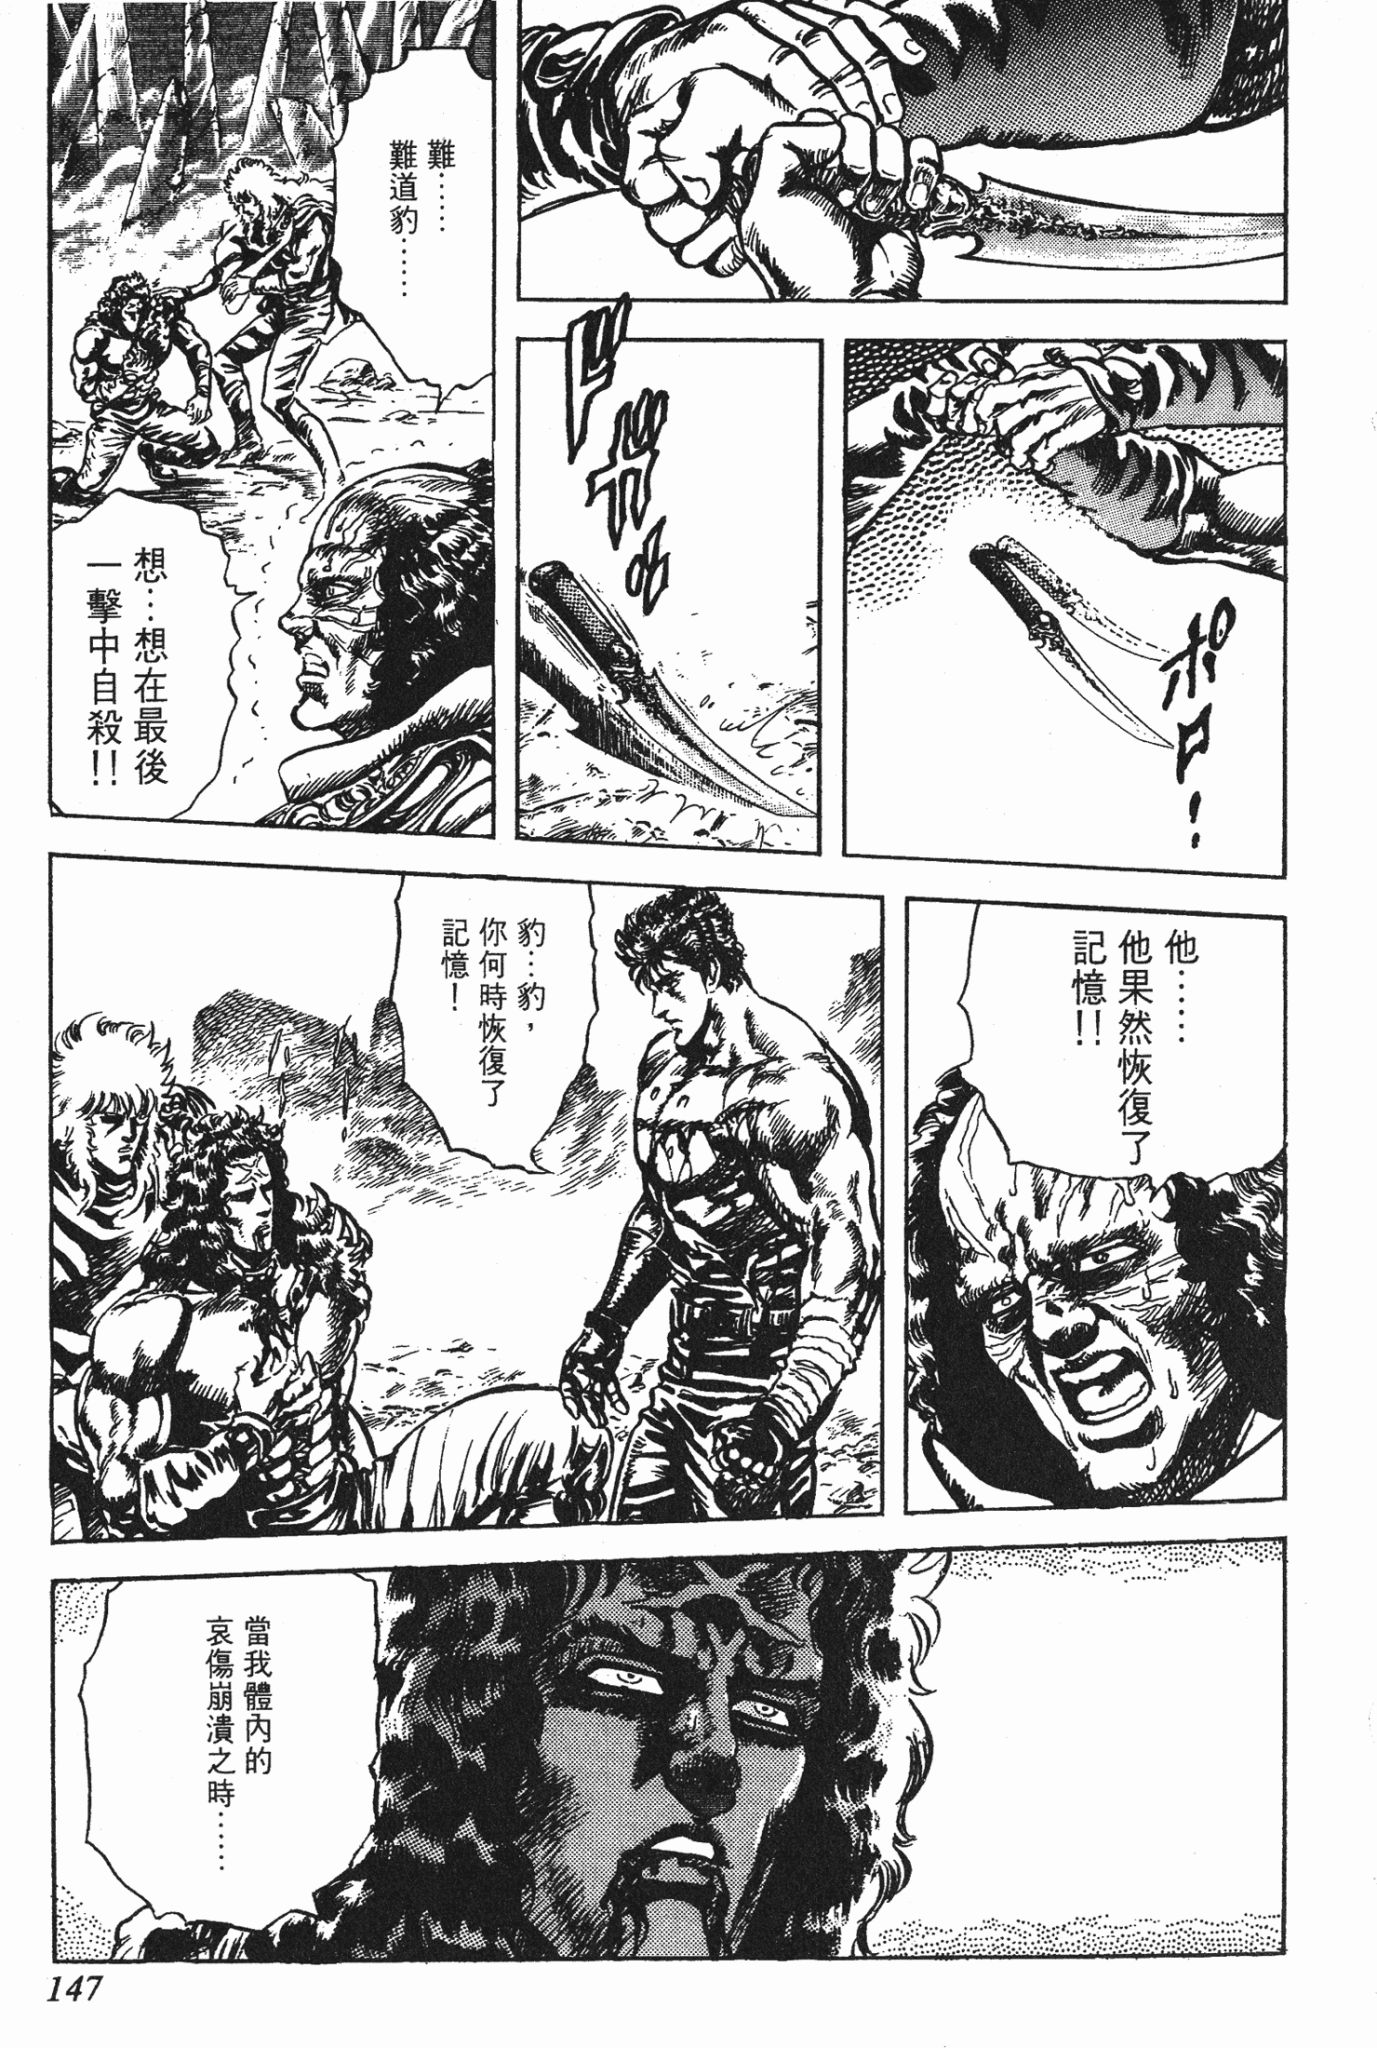 ポロ！
ドサッ
難……
難道豹……
想…想在最後
一擊中自殺!!
他……
他果然恢復了
記憶!!
豹…豹，
你何時恢復了
記憶！
當我體內的
哀傷崩潰之時……
147